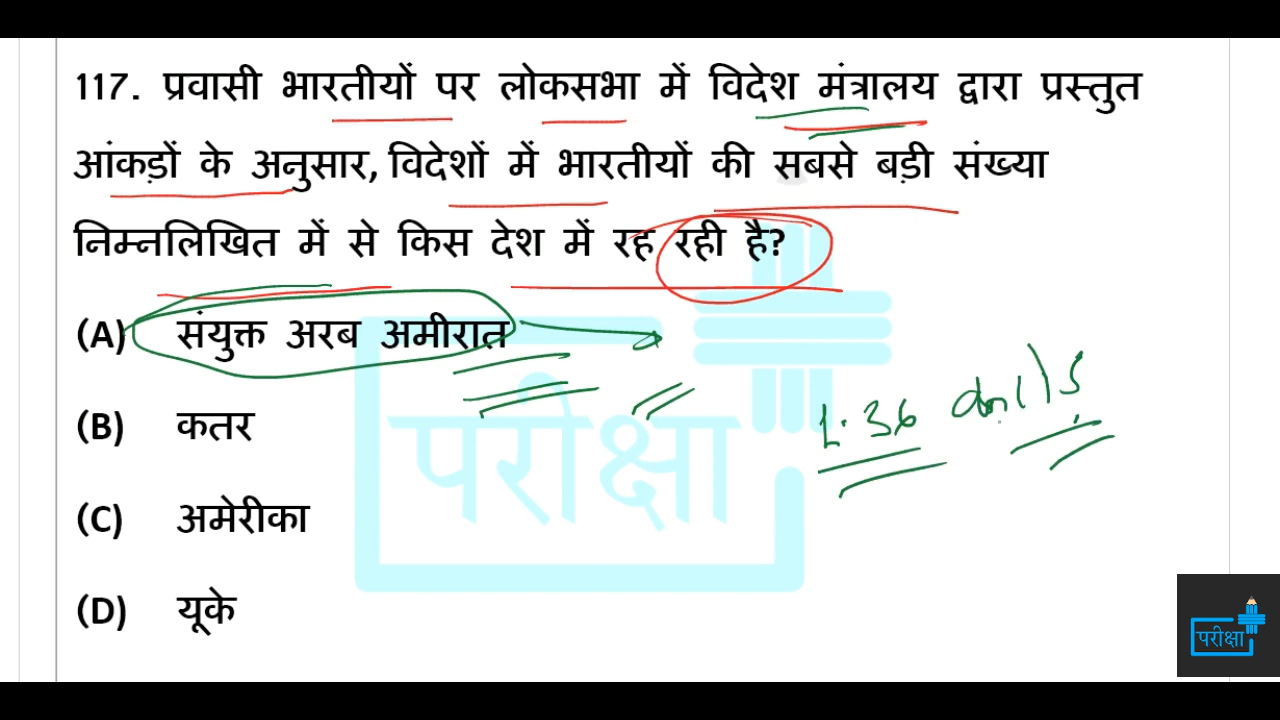 117. प्रवासी भारतीयों पर लोकसभा में विदेश मंत्रालय द्वारा प्रस्तुत
आंकड़ों के अनुसार, विदेशों में भारतीयों की सबसे बड़ी संख्या
निम्नलिखित में से किस देश में रह रही है?
(A) संयुक्त अरब अमीरात
(B) कतर
(C) अमेरीका
(D) यूके
1.36
परीक्षा
परीक्षा